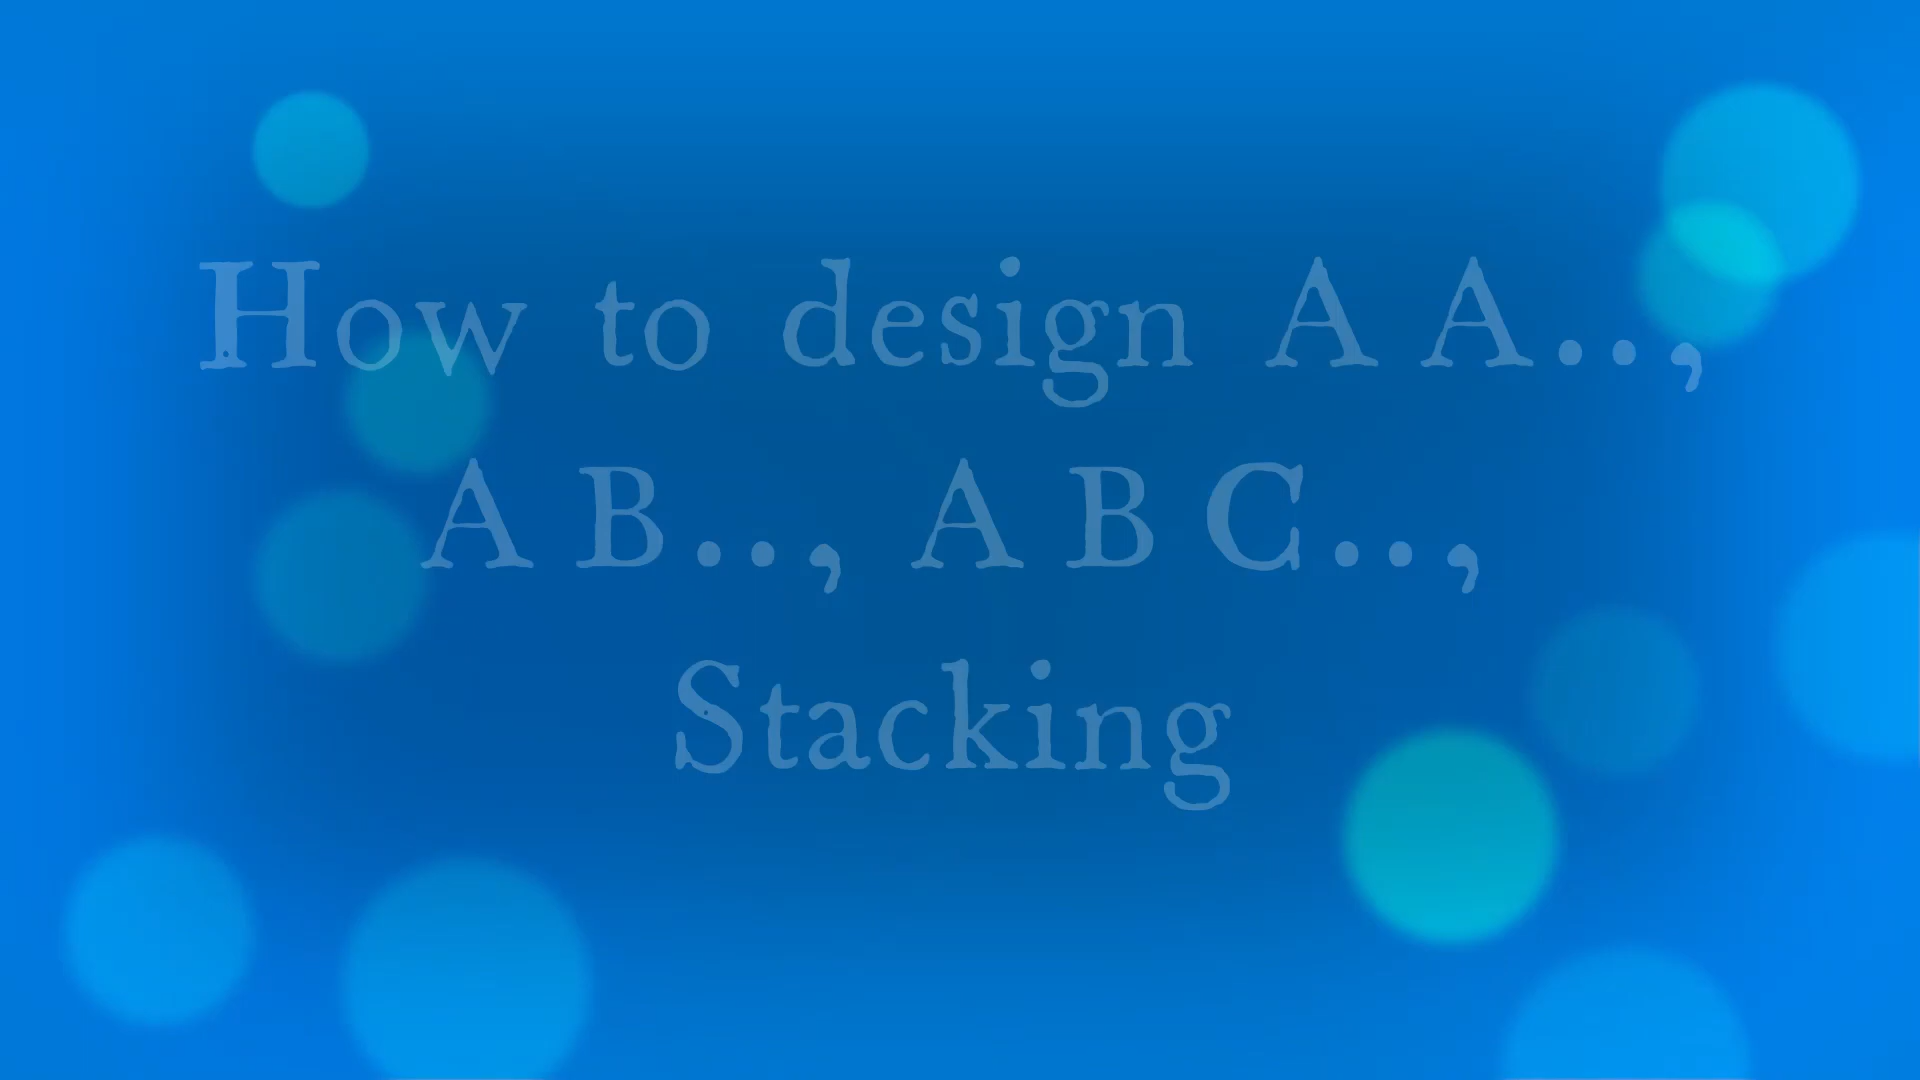 How to design A A..,
A B.., A B C..,
Stacking